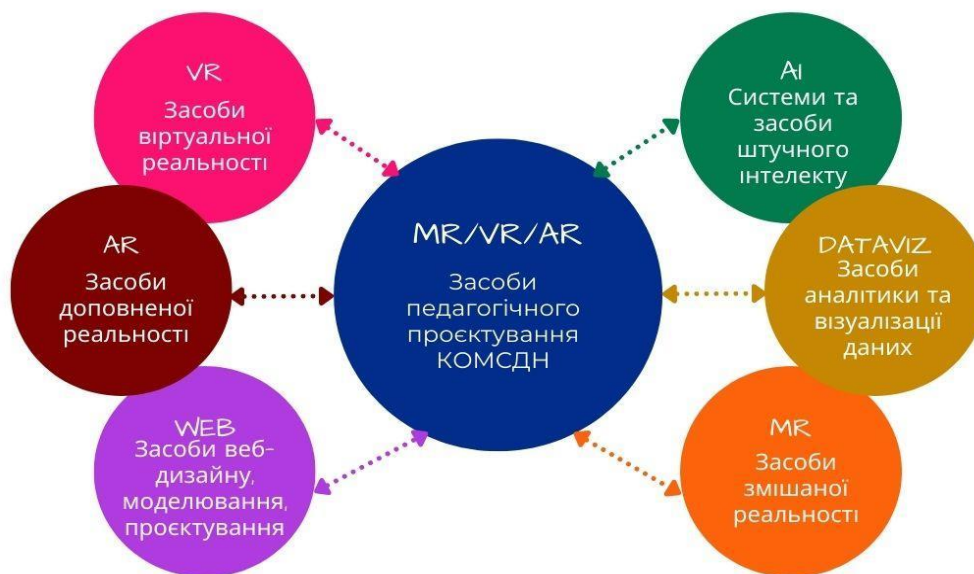 VR
Засоби
віртуальної
реальності
AR
Засоби
доповненої
реальності
WEB
Засоби веб-
дизайну,
моделювання,
проєктування
MR/VR/AR
Засоби
педагогічного
проєктування
КОМСДН
AI
Системи та
засоби
штучного
інтелекту
DATAVIZ
Засоби
аналітики та
візуалізації
даних
MR
Засоби
змішаної
реальності